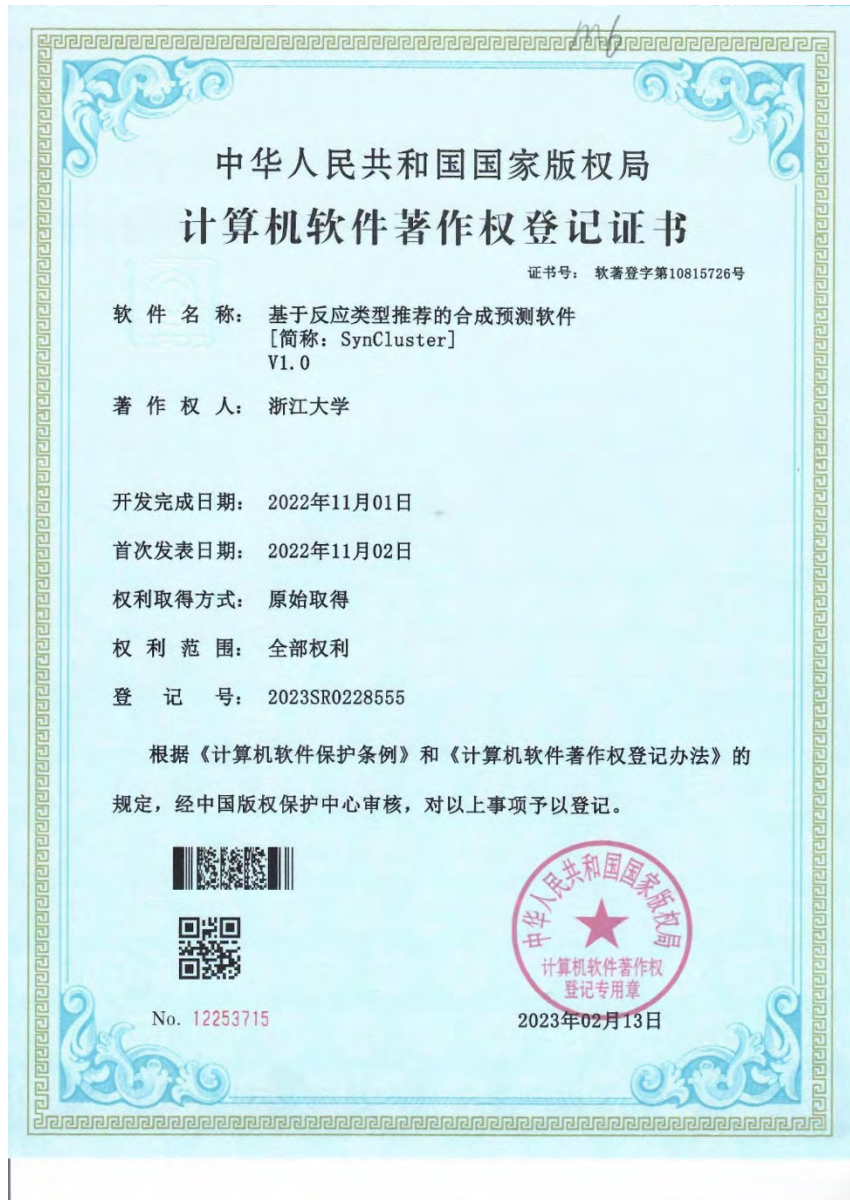 m6
中华人民共和国国家版权局
计算机软件著作权登记证书
证书号： 软著登字第10815726号
软 件 名 称： 基于反应类型推荐的合成预测软件
[简称：SynCluster]
V1.0
著 作 权 人： 浙江大学
开发完成日期： 2022年11月01日
首次发表日期： 2022年11月02日
权利取得方式： 原始取得
权 利 范 围： 全部权利
登 记 号： 2023SR0228555
根据《计算机软件保护条例》和《计算机软件著作权登记办法》的
规定，经中国版权保护中心审核，对以上事项予以登记。
中华人民共和国国家版权局
计算机软件著作权
登记专用章
No. 12253715
2023年02月13日